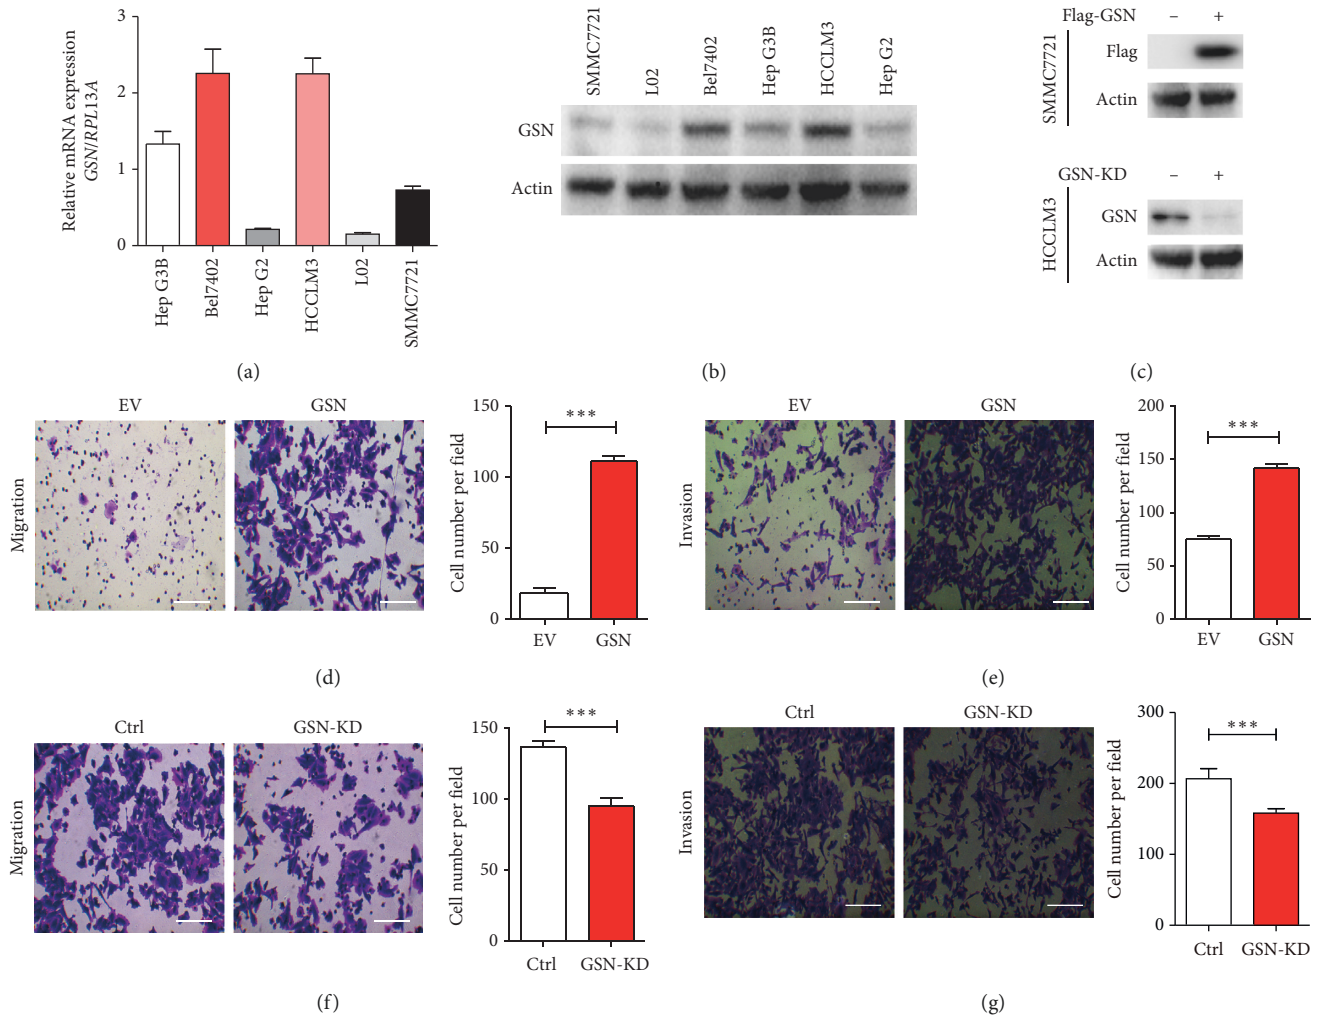 3
2
1
0
Relative mRNA expression
GSN/RPL13A
Hep G3B
Bel7402
Hep G2
HCCLM3
L02
SMMC7721
(a)
SMMC7721
L02
Bel7402
Hep G3B
HCCLM3
Hep G2
GSN
Actin
(b)
Flag-GSN − +
SMMC7721
Flag
Actin
GSN-KD − +
HCCLM3
GSN
Actin
(c)
EV
GSN
Migration
150
100
50
0
Cell number per field
***
EV
GSN
(d)
EV
GSN
Invasion
200
150
100
50
0
Cell number per field
***
EV
GSN
(e)
Ctrl
GSN-KD
Migration
150
100
50
0
Cell number per field
***
Ctrl
GSN-KD
(f)
Ctrl
GSN-KD
Invasion
300
200
100
0
Cell number per field
***
Ctrl
GSN-KD
(g)